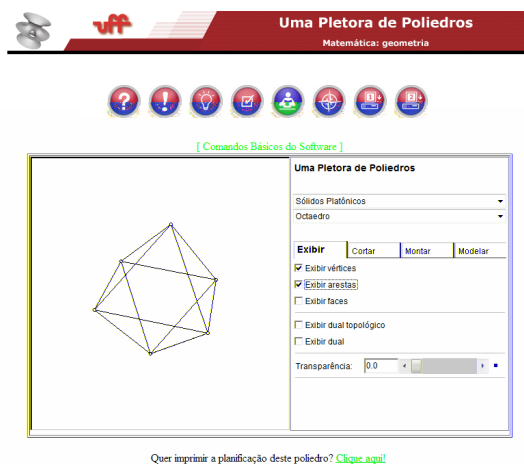 uff
Uma Pletora de Poliedros
Matemática: geometria
[ Comandos Básicos do Software ]
Uma Pletora de Poliedros
Sólidos Platônicos
Octaedro
Exibir Cortar Montar Modelar
Exibir vértices
Exibir arestas
Exibir faces
Exibir dual topológico
Exibir dual
Transparência: 0.0
Quer imprimir a planificação deste poliedro? Clique aqui!